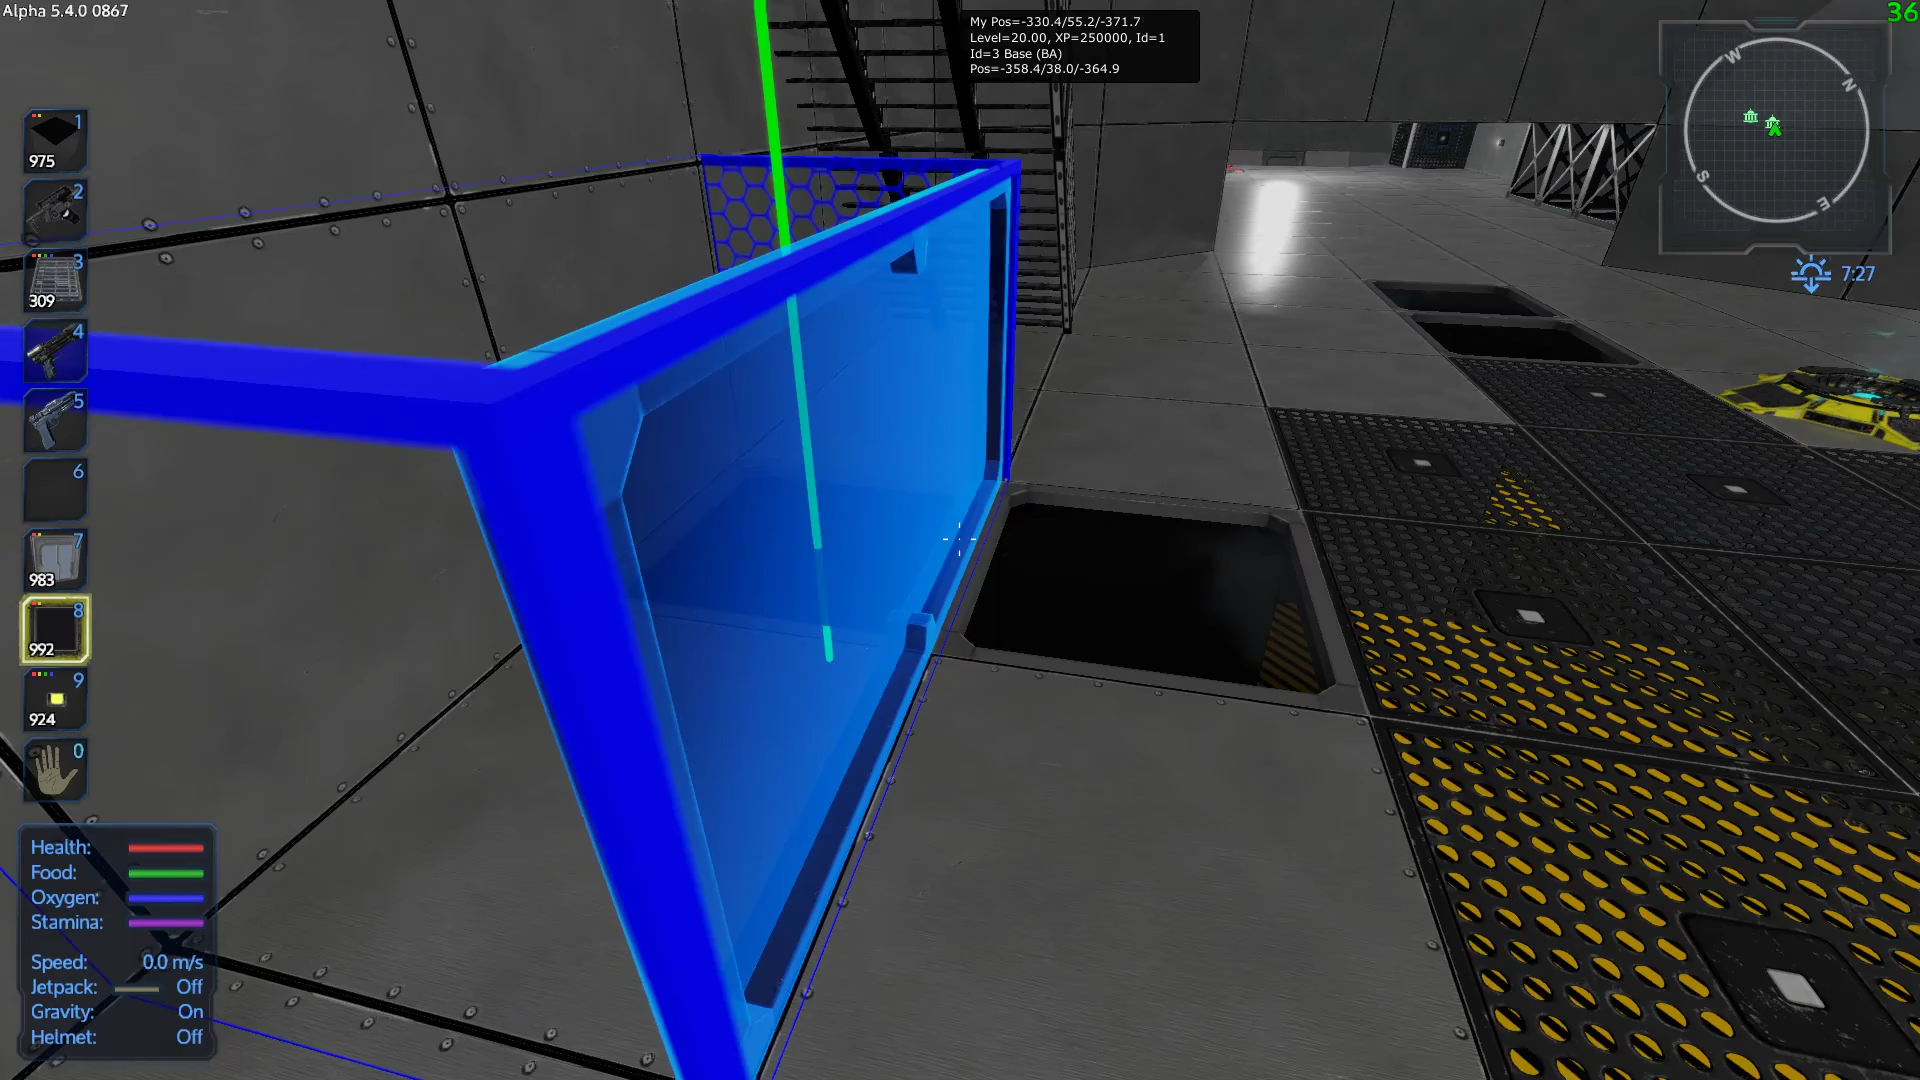 Alpha 5.4.0 0867
My Pos=-330.4/55.2/-371.7
Level=20.00, XP=250000, Id=1
Id=3 Base (BA)
Pos=-358.4/38.0/-364.9
36
W
N
S
E
7:27
1
975
2
3
309
4
5
6
7
983
8
992
9
924
0
Health:
Food:
Oxygen:
Stamina:
Speed: 0.0 m/s
Jetpack: Off
Gravity: On
Helmet: Off